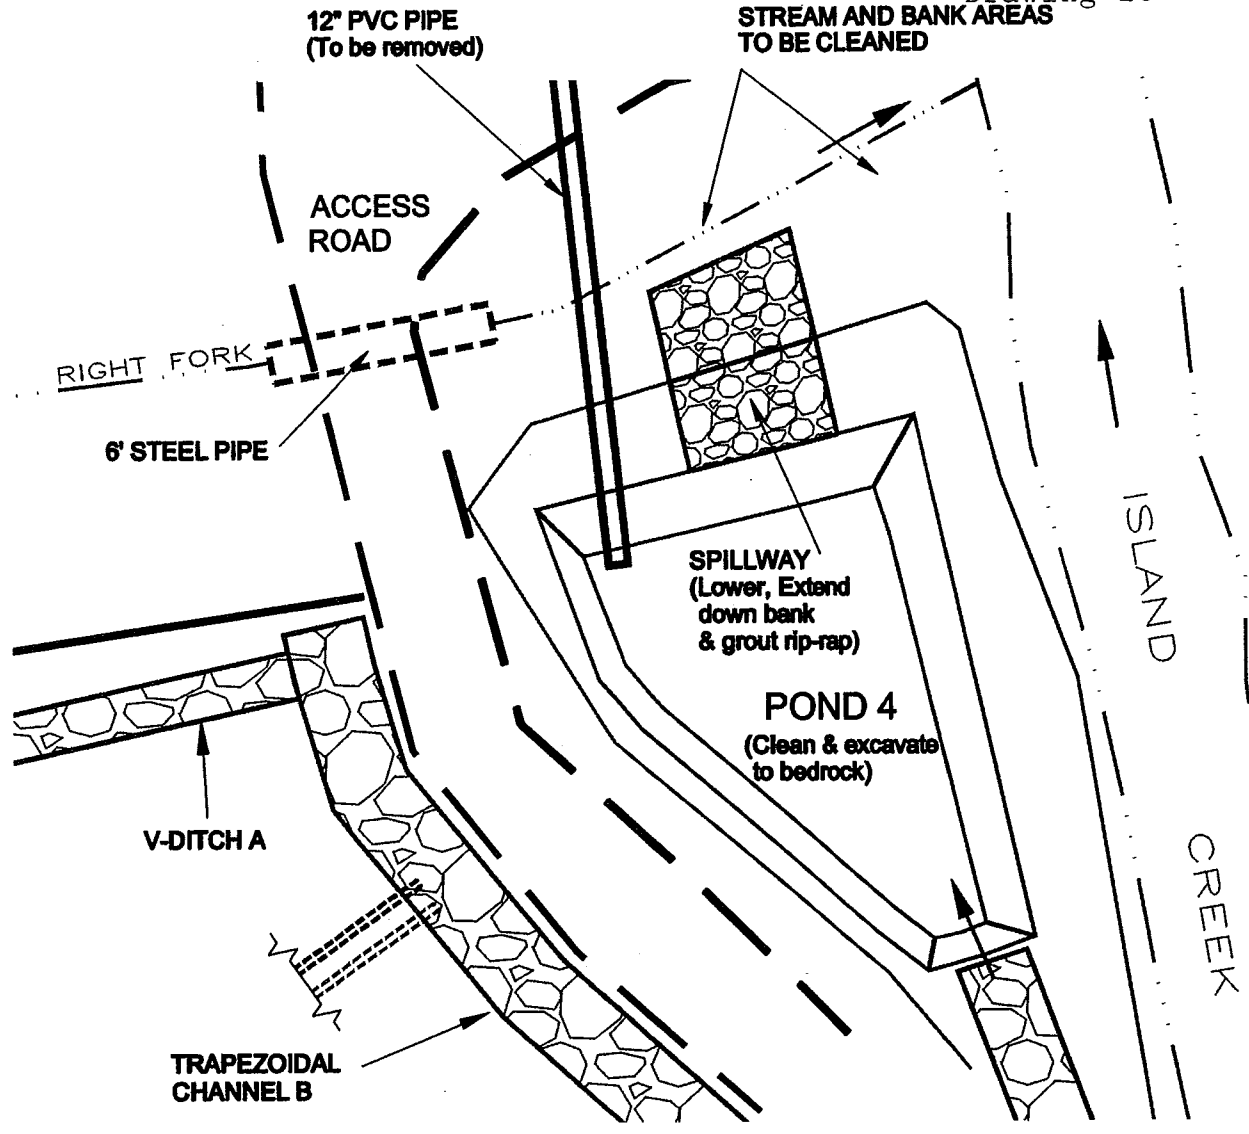 12" PVC PIPE
(To be removed)
STREAM AND BANK AREAS
TO BE CLEANED
ACCESS
ROAD
RIGHT FORK
6' STEEL PIPE
SPILLWAY
(Lower, Extend
down bank
& grout rip-rap)
ISLAND
CREEK
POND 4
(Clean & excavate
to bedrock)
V-DITCH A
TRAPEZOIDAL
CHANNEL B